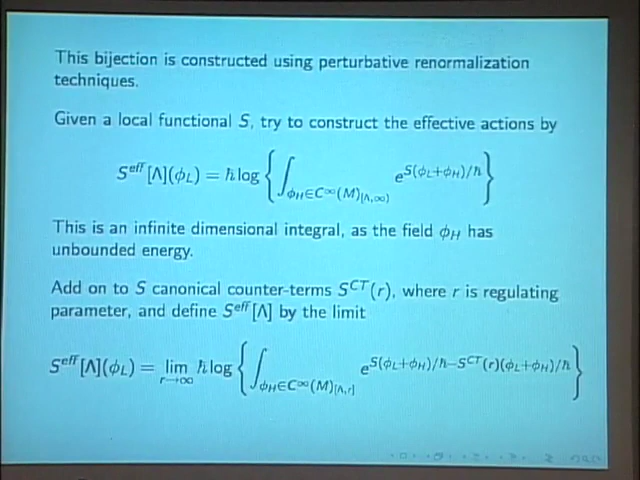 This bijection is constructed using perturbative renormalization
techniques.
Given a local functional S, try to construct the effective actions by
S^{eff}[Λ](ϕ_L) = ℏ log { ∫_{ϕ_H∈C^∞(M)_{[Λ,∞)}} e^{S(ϕ_L+ϕ_H)/ℏ} }
This is an infinite dimensional integral, as the field ϕ_H has
unbounded energy.
Add on to S canonical counter-terms S^{CT}(r), where r is regulating
parameter, and define S^{eff}[Λ] by the limit
S^{eff}[Λ](ϕ_L) = lim_{r→∞} ℏ log { ∫_{ϕ_H∈C^∞(M)_{[Λ,r]}} e^{S(ϕ_L+ϕ_H)/ℏ−S^{CT}(r)(ϕ_L+ϕ_H)/ℏ} }